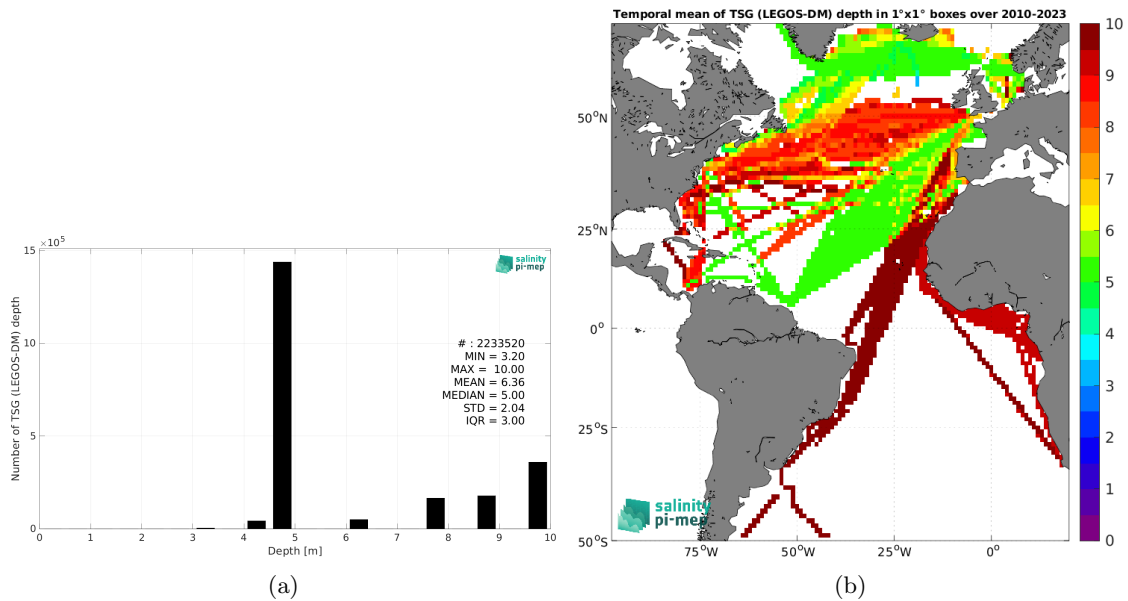 ×10⁵
15
10
5
0
Number of TSG (LEGOS-DM) depth
salinity
pi-mep
# : 2233520
MIN = 3.20
MAX = 10.00
MEAN = 6.36
MEDIAN = 5.00
STD = 2.04
IQR = 3.00
0 1 2 3 4 5 6 7 8 9 10
Depth [m]
(a)
Temporal mean of TSG (LEGOS-DM) depth in 1°x1° boxes over 2010-2023
50°N
25°N
0°
25°S
50°S
75°W 50°W 25°W 0°
salinity
pi-mep
10
9
8
7
6
5
4
3
2
1
0
(b)